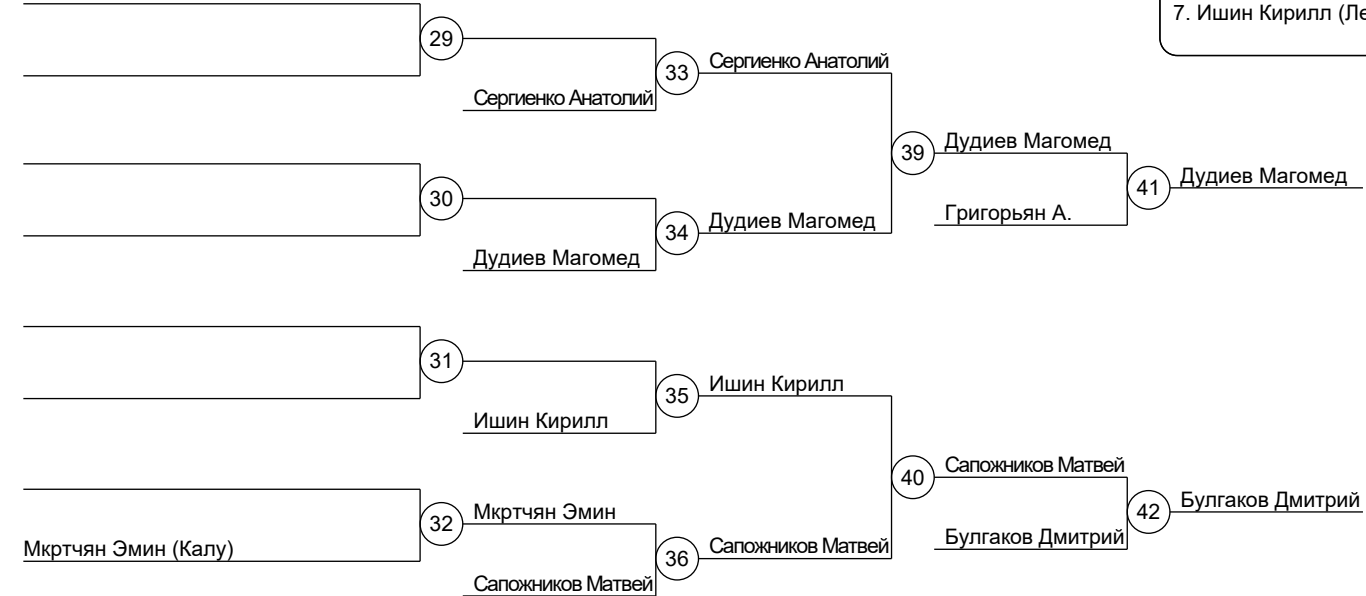 7. Ишин Кирилл (Ле
29
Сергиенко Анатолий
33
Сергиенко Анатолий
39
Дудиев Магомед
41
Дудиев Магомед
Григорьян А.
30
34
Дудиев Магомед
Дудиев Магомед
31
35
Ишин Кирилл
Ишин Кирилл
40
Сапожников Матвей
42
Булгаков Дмитрий
Булгаков Дмитрий
32
Мкртчян Эмин
Мкртчян Эмин (Калу)
36
Сапожников Матвей
Сапожников Матвей